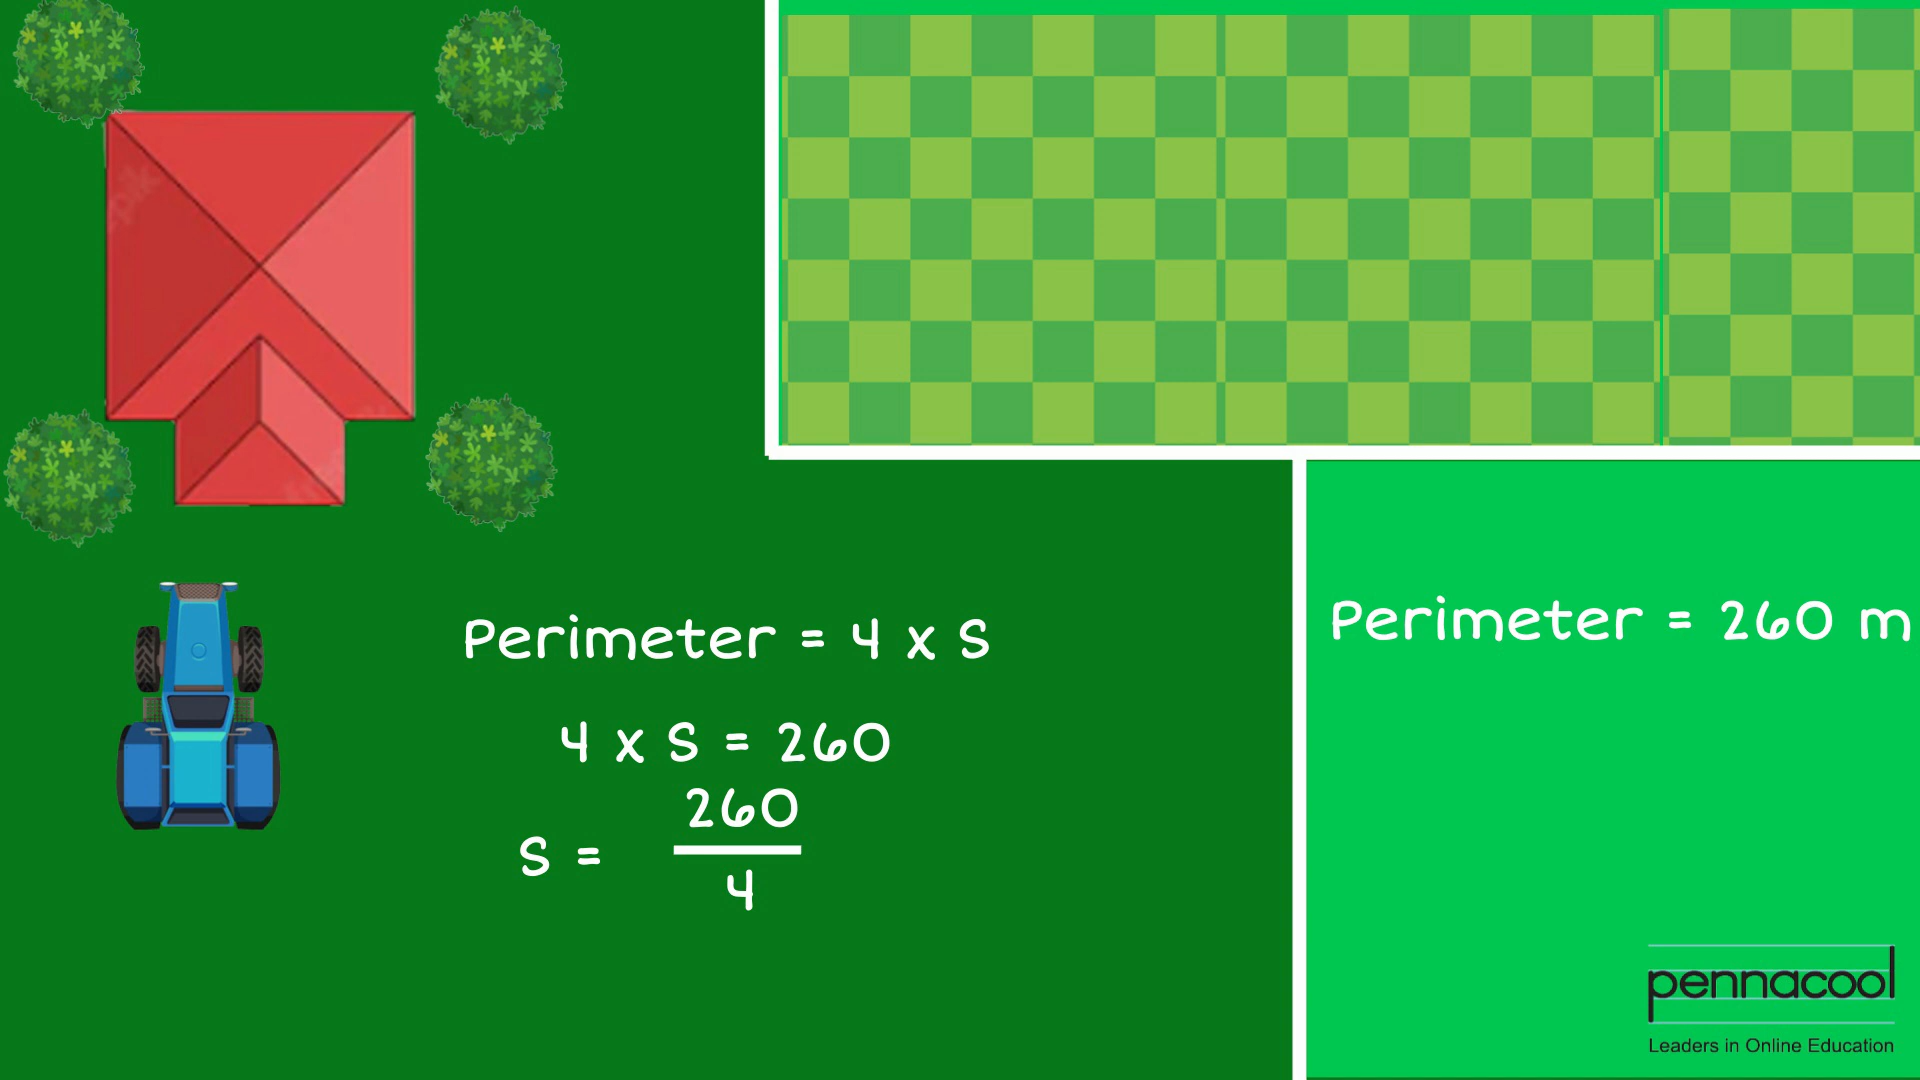 Perimeter = 4 x S
4 x S = 260
260
S =
4
Perimeter = 260 m
pennacool
Leaders in Online Education